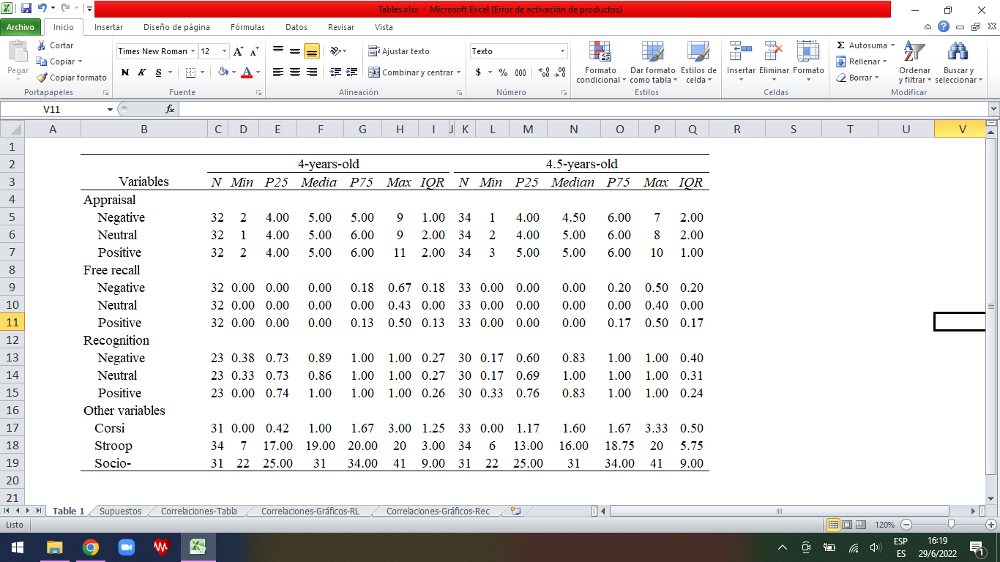 Tables.xlsx - Microsoft Excel (Error de activación de productos)
Archivo Inicio Insertar Diseño de página Fórmulas Datos Revisar Vista
Pegar Cortar Copiar Copiar formato Portapapeles
Times New Roman 12 N K S Fuente
Ajustar texto Combinar y centrar Alineación
Texto $ % 000 Número
Formato condicional Dar formato como tabla Estilos de celda Estilos
Insertar Eliminar Formato Celdas
Autosuma Rellenar Borrar Ordenar y filtrar Buscar y seleccionar Modificar
V11 fx
A B C D E F G H I J K L M N O P Q R S T U V
1
2 4-years-old 4.5-years-old
3 Variables N Min P25 Media P75 Max IQR N Min P25 Median P75 Max IQR
4 Appraisal
5 Negative 32 2 4.00 5.00 5.00 9 1.00 34 1 4.00 4.50 6.00 7 2.00
6 Neutral 32 1 4.00 5.00 6.00 9 2.00 34 2 4.00 5.00 6.00 8 2.00
7 Positive 32 2 4.00 5.00 6.00 11 2.00 34 3 5.00 5.00 6.00 10 1.00
8 Free recall
9 Negative 32 0.00 0.00 0.00 0.18 0.67 0.18 33 0.00 0.00 0.00 0.20 0.50 0.20
10 Neutral 32 0.00 0.00 0.00 0.00 0.43 0.00 33 0.00 0.00 0.00 0.00 0.40 0.00
11 Positive 32 0.00 0.00 0.00 0.13 0.50 0.13 33 0.00 0.00 0.00 0.17 0.50 0.17
12 Recognition
13 Negative 23 0.38 0.73 0.89 1.00 1.00 0.27 30 0.17 0.60 0.83 1.00 1.00 0.40
14 Neutral 23 0.33 0.73 0.86 1.00 1.00 0.27 30 0.17 0.69 1.00 1.00 1.00 0.31
15 Positive 23 0.00 0.74 1.00 1.00 1.00 0.26 30 0.33 0.76 0.83 1.00 1.00 0.24
16 Other variables
17 Corsi 31 0.00 0.42 1.00 1.67 3.00 1.25 33 0.00 1.17 1.60 1.67 3.33 0.50
18 Stroop 34 7 17.00 19.00 20.00 20 3.00 34 6 13.00 16.00 18.75 20 5.75
19 Socio- 31 22 25.00 31 34.00 41 9.00 31 22 25.00 31 34.00 41 9.00
20
21
Table 1 Supuestos Correlaciones-Tabla Correlaciones-Gráficos-RL Correlaciones-Gráficos-Rec
Listo 120%
ESP ES 16:19 29/6/2022 1